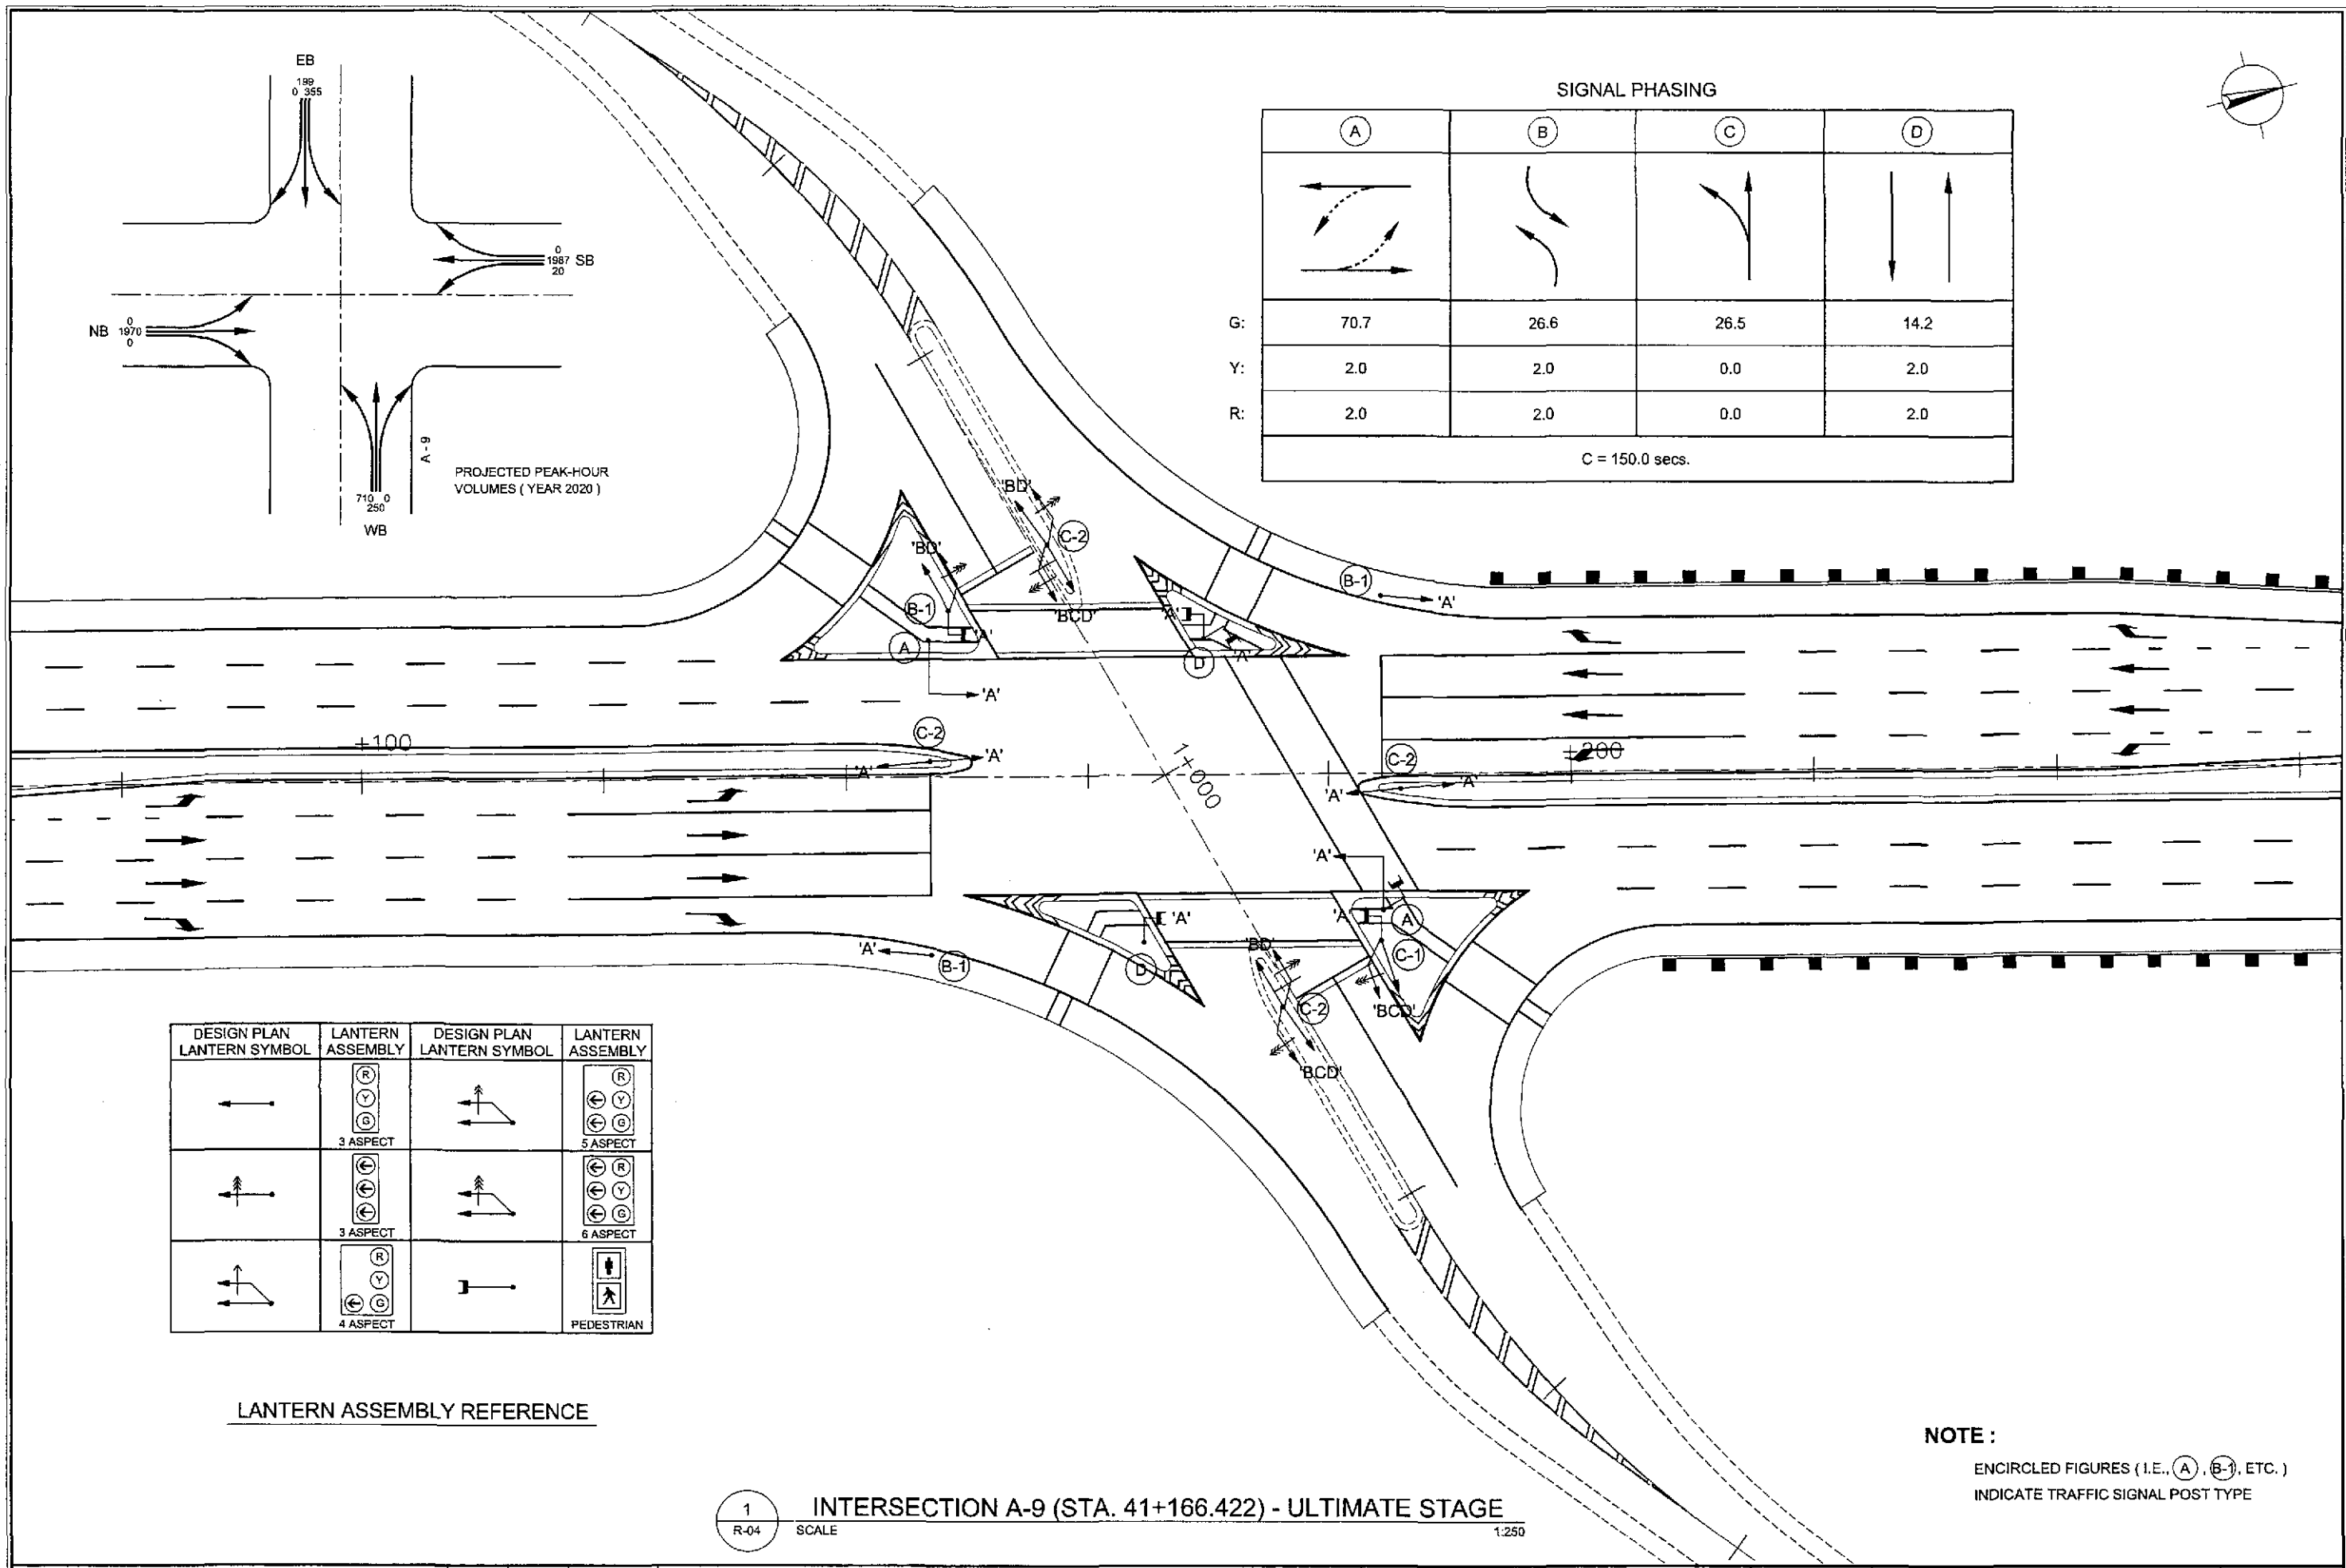 EB
199
0 355
0
1987 SB
20
0
NB 1970
0
A - 9
PROJECTED PEAK-HOUR
VOLUMES ( YEAR 2020 )
710 0
250
WB
SIGNAL PHASING
A B C D
G: 70.7 26.6 26.5 14.2
Y: 2.0 2.0 0.0 2.0
R: 2.0 2.0 0.0 2.0
C = 150.0 secs.
'BD'
C-2
'BD'
B-1
'A'
B-1
'A'
'BCD'
'A'
A
D
'A'
'A'
C-2
+100
'A'
'A'
C-2
+200
1+000
'A'
'A'
'A'
'A'
'A'
A
'A'
B-1
D
'BD'
C-1
C-2
'BCD'
'BCD'
DESIGN PLAN
LANTERN SYMBOL
LANTERN
ASSEMBLY
DESIGN PLAN
LANTERN SYMBOL
LANTERN
ASSEMBLY
R
Y
G
3 ASPECT
R
Y
G
5 ASPECT
3 ASPECT
R
Y
G
6 ASPECT
R
Y
G
4 ASPECT
PEDESTRIAN
LANTERN ASSEMBLY REFERENCE
NOTE :
ENCIRCLED FIGURES ( I.E., A , B-1, ETC. )
INDICATE TRAFFIC SIGNAL POST TYPE
1
R-04
INTERSECTION A-9 (STA. 41+166.422) - ULTIMATE STAGE
SCALE 1:250